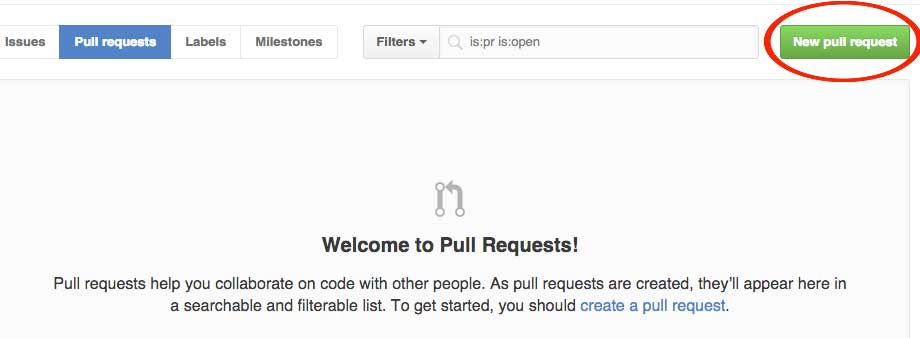 Issues Pull requests Labels Milestones Filters is:pr is:open New pull request
Welcome to Pull Requests!
Pull requests help you collaborate on code with other people. As pull requests are created, they’ll appear here in
a searchable and filterable list. To get started, you should create a pull request.